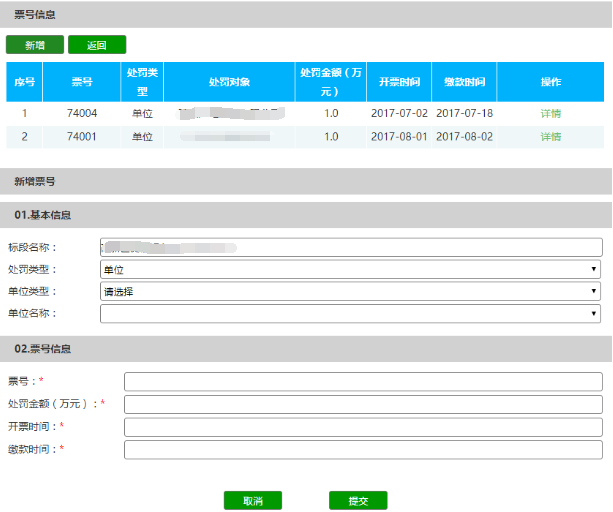 票号信息
新增 返回
序号 票号 处罚类型 处罚对象 处罚金额（万元） 开票时间 缴款时间 操作
1 74004 单位 1.0 2017-07-02 2017-07-18 详情
2 74001 单位 1.0 2017-08-01 2017-08-02 详情
新增票号
01.基本信息
标段名称：
处罚类型： 单位
单位类型： 请选择
单位名称：
02.票号信息
票号：*
处罚金额（万元）：*
开票时间：*
缴款时间：*
取消 提交